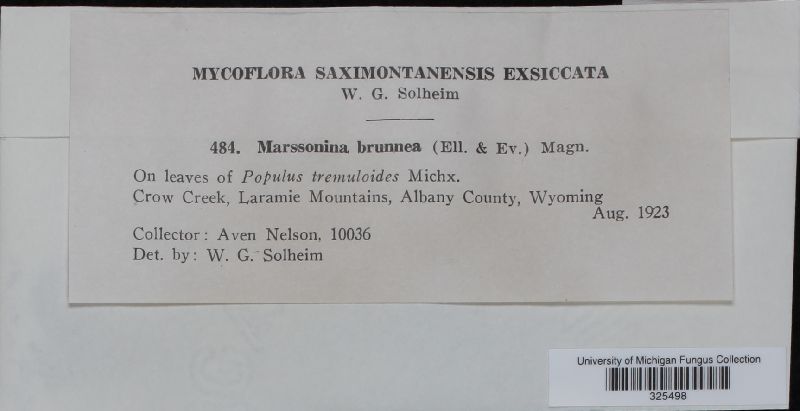 MYCOFLORA SAXIMONTANENSIS EXSICCATA
W. G. Solheim
484. Marssonina brunnea (Ell. & Ev.) Magn.
On leaves of Populus tremuloides Michx.
Crow Creek, Laramie Mountains, Albany County, Wyoming
Aug. 1923
Collector: Aven Nelson, 10036
Det. by: W. G. Solheim
University of Michigan Fungus Collection
325498